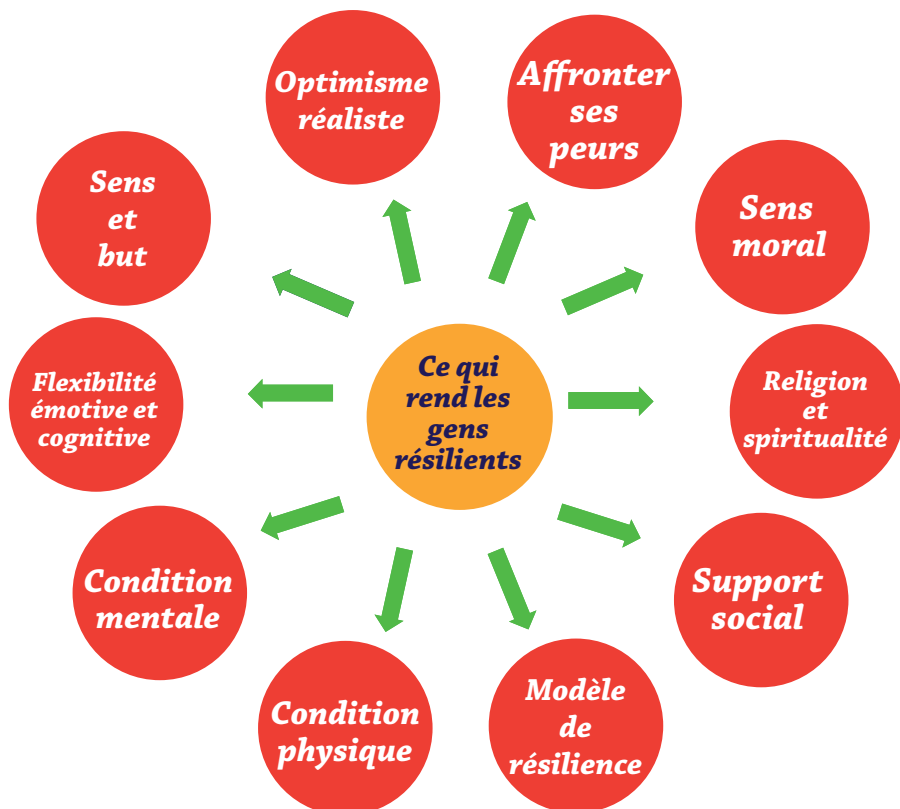 Optimisme
réaliste
Affronter
ses
peurs
Sens
et
but
Sens
moral
Flexibilité
émotive et
cognitive
Ce qui
rend les
gens
résilients
Religion
et
spiritualité
Condition
mentale
Support
social
Condition
physique
Modèle
de
résilience